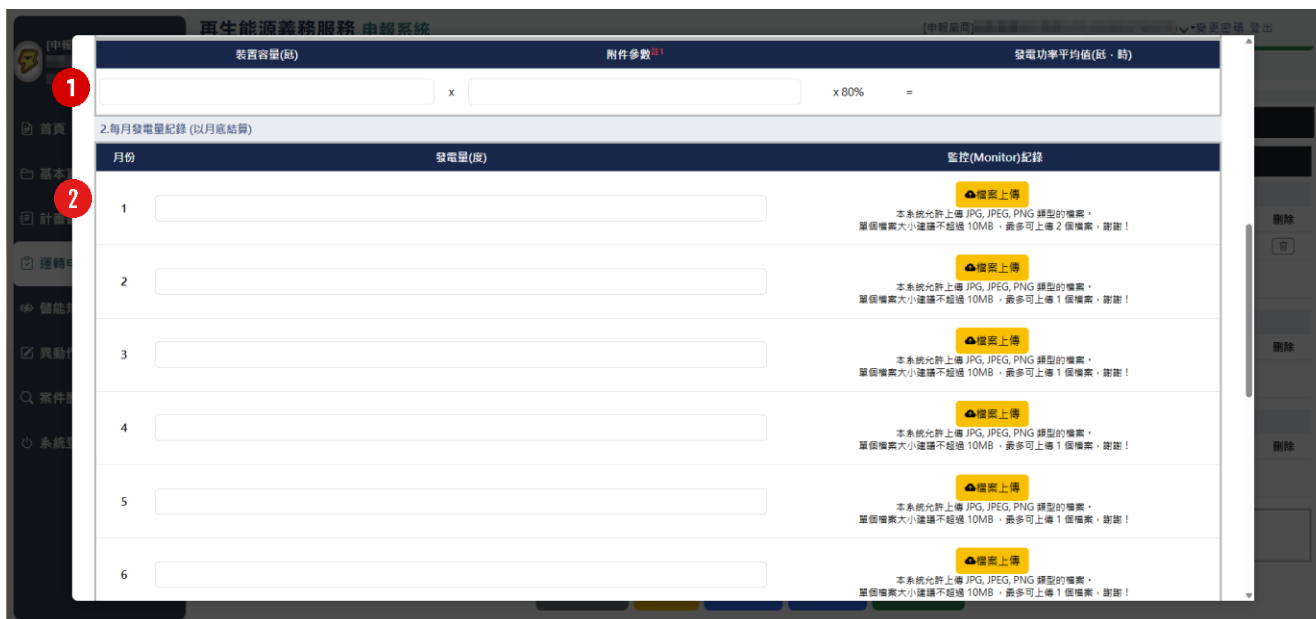 再生能源義務服務 申報系統
[申報廠商]
變更密碼 登出
裝置容量(瓩)
附件參數註1
發電功率平均值(瓩 · 時)
1
x
x 80%
=
首頁
2.每月發電量紀錄 (以月底結算)
月份
發電量(度)
監控(Monitor)紀錄
2
1
檔案上傳
本系統允許上傳 JPG, JPEG, PNG 類型的檔案，
單個檔案大小建議不超過 10MB ，最多可上傳 2 個檔案，謝謝！
刪除
2
檔案上傳
本系統允許上傳 JPG, JPEG, PNG 類型的檔案，
單個檔案大小建議不超過 10MB ，最多可上傳 1 個檔案，謝謝！
3
檔案上傳
本系統允許上傳 JPG, JPEG, PNG 類型的檔案，
單個檔案大小建議不超過 10MB ，最多可上傳 1 個檔案，謝謝！
刪除
4
檔案上傳
本系統允許上傳 JPG, JPEG, PNG 類型的檔案，
單個檔案大小建議不超過 10MB ，最多可上傳 1 個檔案，謝謝！
刪除
5
檔案上傳
本系統允許上傳 JPG, JPEG, PNG 類型的檔案，
單個檔案大小建議不超過 10MB ，最多可上傳 1 個檔案，謝謝！
6
檔案上傳
本系統允許上傳 JPG, JPEG, PNG 類型的檔案，
單個檔案大小建議不超過 10MB ，最多可上傳 1 個檔案，謝謝！